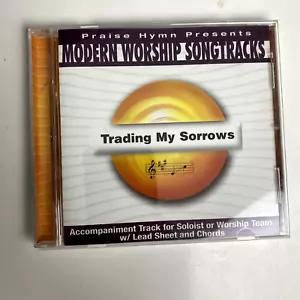 Praise Hymn Presents
MODERN WORSHIP SONGTRACKS
Trading My Sorrows
Accompaniment Track for Soloist or Worship Team
w/ Lead Sheet and Chords